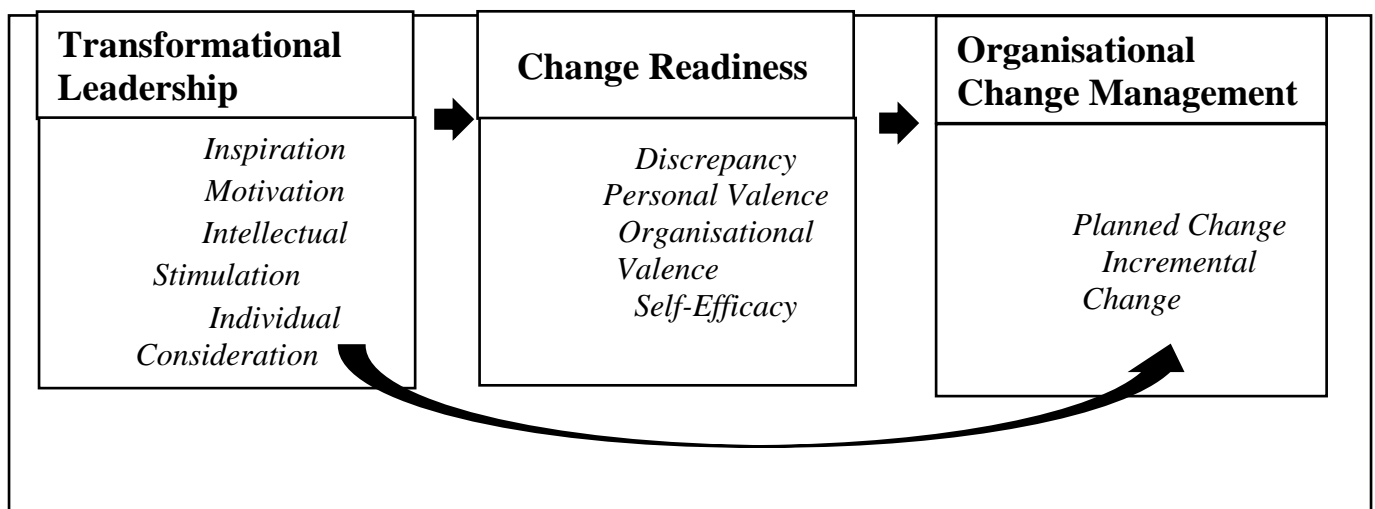 Transformational
Leadership
Inspiration
Motivation
Intellectual
Stimulation
Individual
Consideration
Change Readiness
Discrepancy
Personal Valence
Organisational
Valence
Self-Efficacy
Organisational
Change Management
Planned Change
Incremental
Change